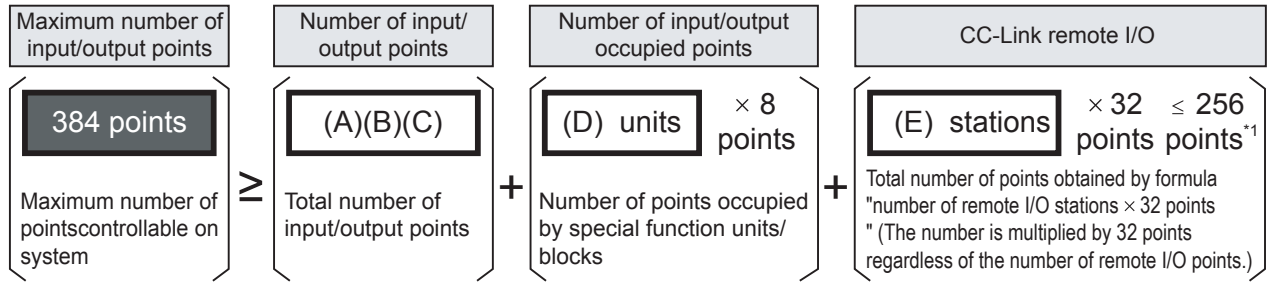 Maximum number of
input/output points
Number of input/
output points
Number of input/output
occupied points
CC-Link remote I/O
384 points
Maximum number of
pointscontrollable on
system
≥
(A)(B)(C)
Total number of
input/output points
+
(D) units
× 8
points
Number of points occupied
by special function units/
blocks
+
(E) stations
× 32
points
≤ 256
points*1
Total number of points obtained by formula
"number of remote I/O stations × 32 points
" (The number is multiplied by 32 points
regardless of the number of remote I/O points.)